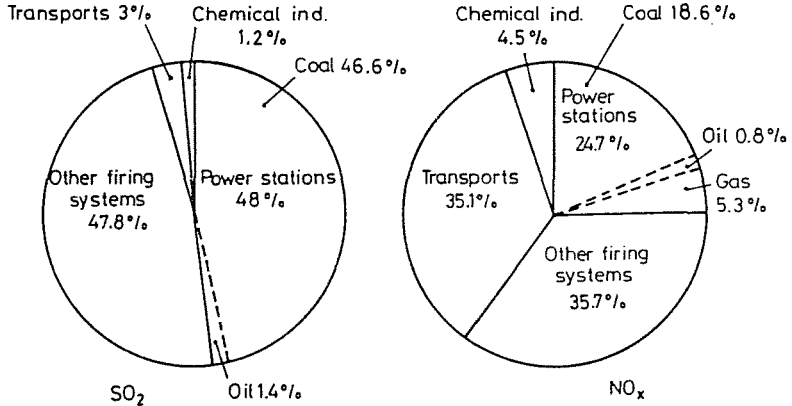 Transports 3%
Chemical ind.
1.2%
Coal 46.6%
Other firing
systems
47.8%
Power stations
48%
Oil 1.4%
SO₂
Chemical ind.
4.5%
Coal 18.6%
Power
stations
24.7%
Oil 0.8%
Gas
5.3%
Transports
35.1%
Other firing
systems
35.7%
NOₓ